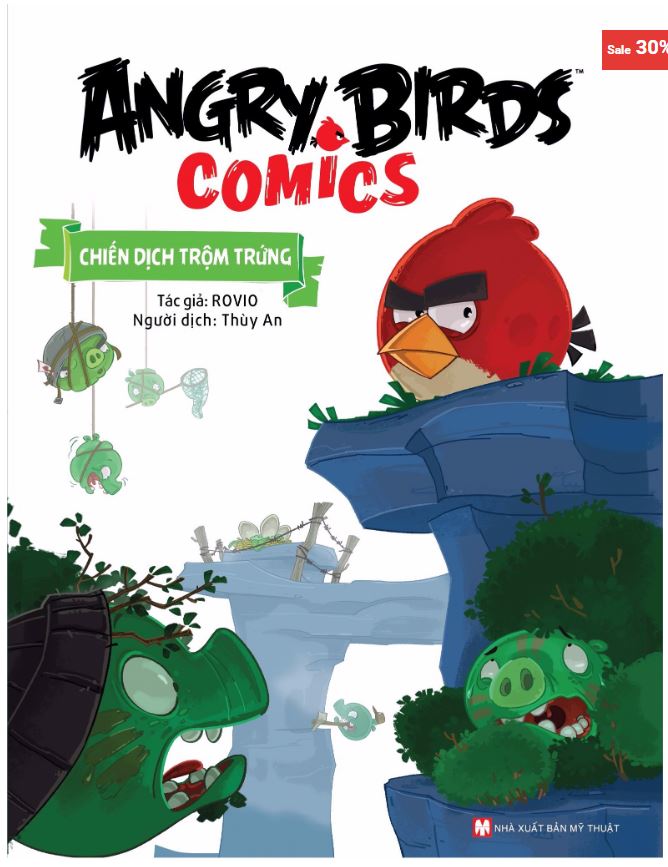 Sale 30%
ANGRY BIRDS™
COMICS
CHIẾN DỊCH TRỘM TRỨNG
Tác giả: ROVIO
Người dịch: Thùy An
NHÀ XUẤT BẢN MỸ THUẬT